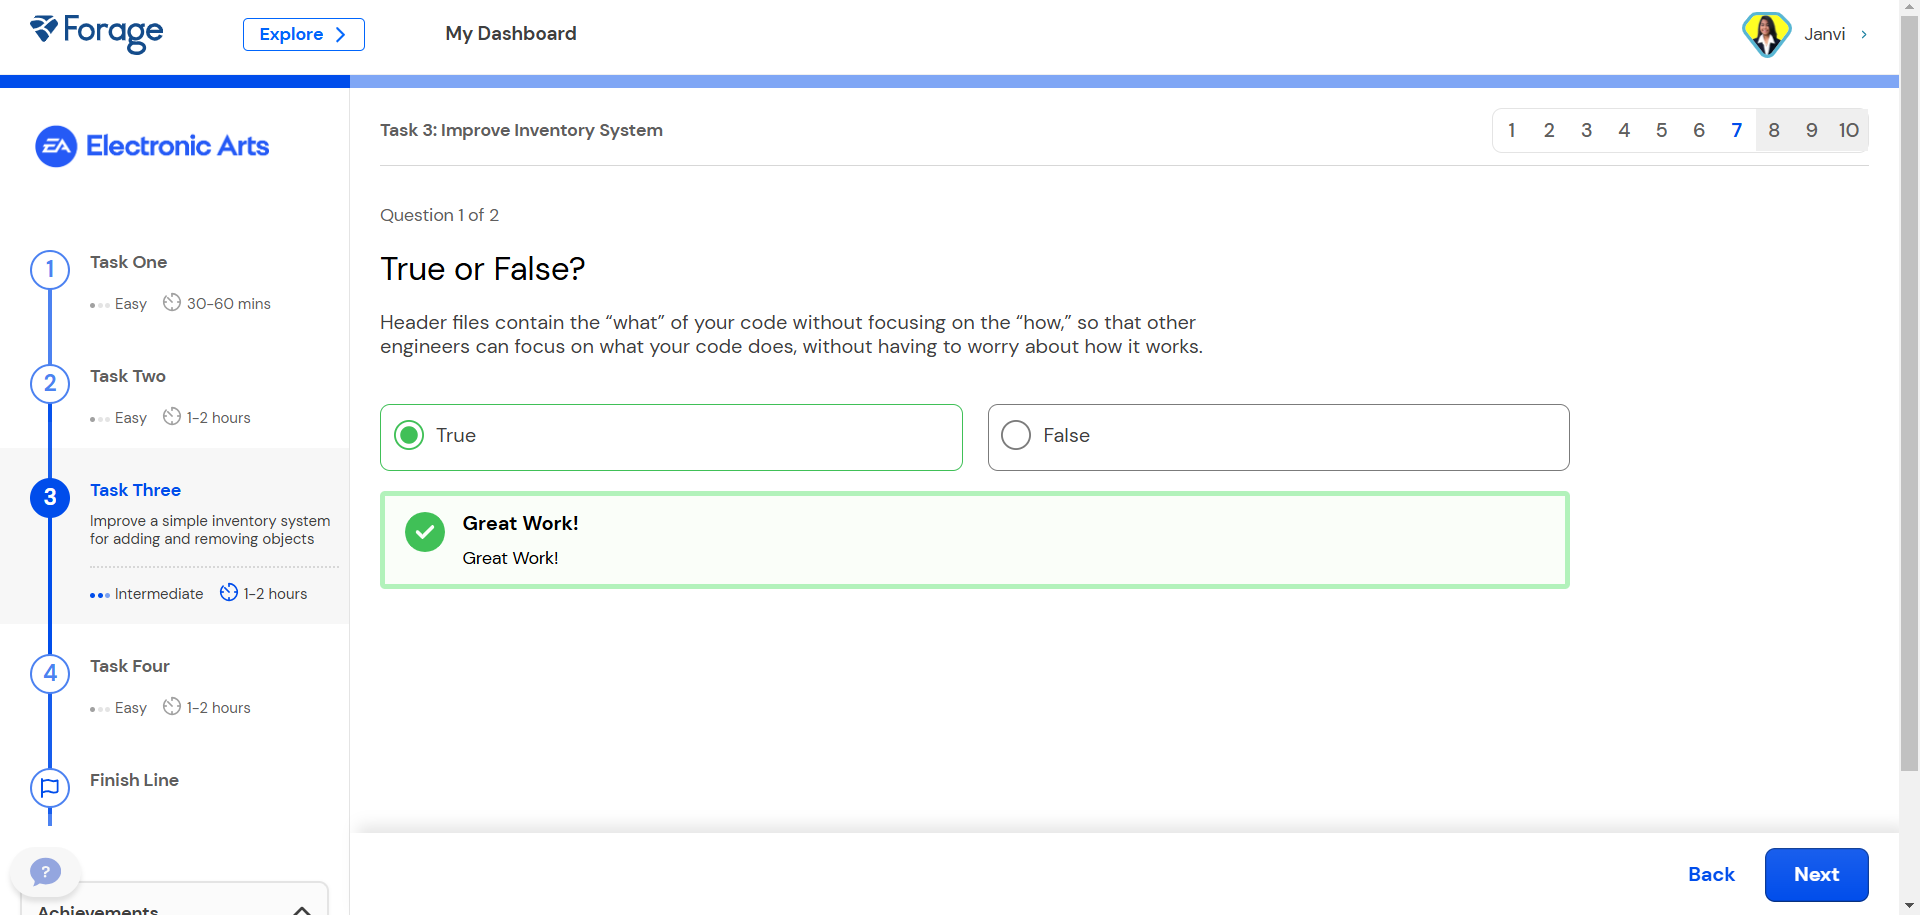 Forage
Explore
My Dashboard
Janvi
EA Electronic Arts
Task 3: Improve Inventory System
1 2 3 4 5 6 7 8 9 10
1
Task One
Easy 30-60 mins
2
Task Two
Easy 1-2 hours
3
Task Three
Improve a simple inventory system
for adding and removing objects
Intermediate 1-2 hours
4
Task Four
Easy 1-2 hours
Finish Line
?
Achievements
Question 1 of 2
True or False?
Header files contain the “what” of your code without focusing on the “how,” so that other
engineers can focus on what your code does, without having to worry about how it works.
True
False
Great Work!
Great Work!
Back
Next